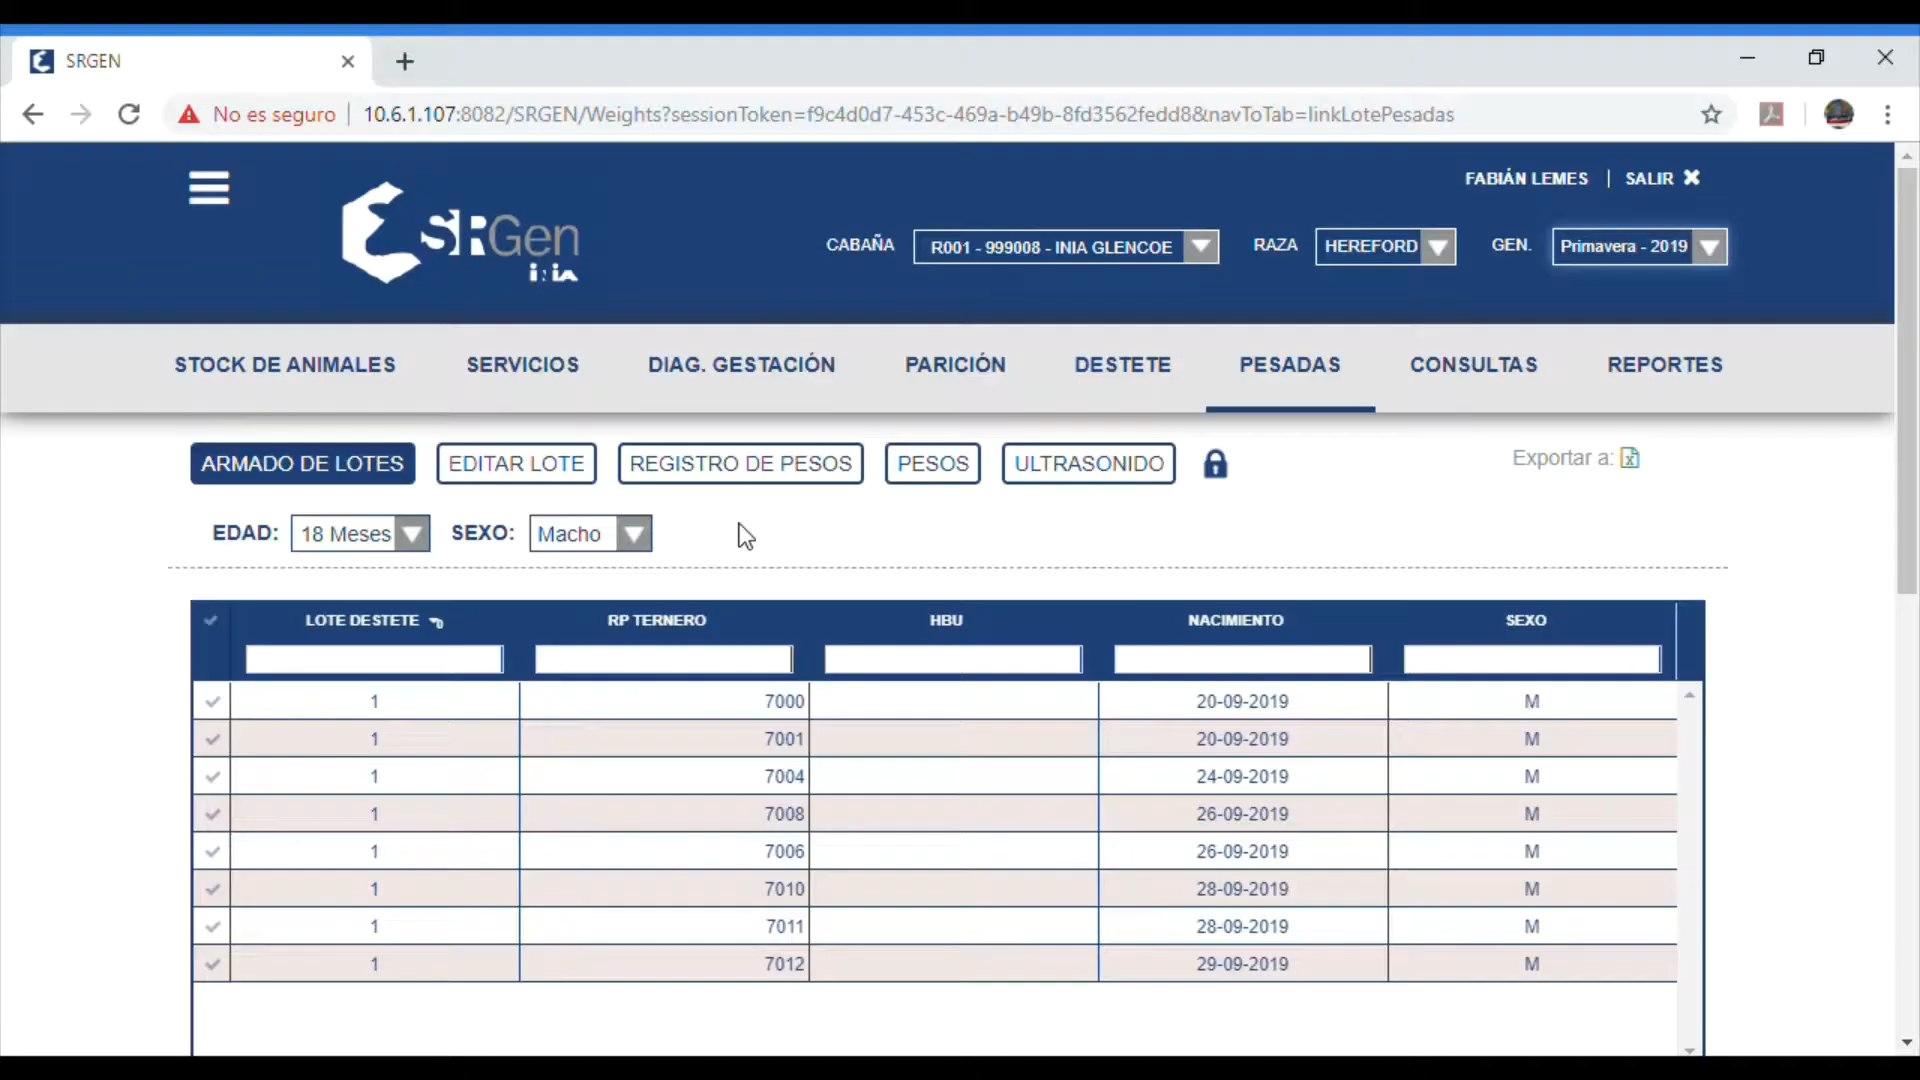 SRGEN
No es seguro | 10.6.1.107:8082/SRGEN/Weights?sessionToken=f9c4d0d7-453c-469a-b49b-8fd3562fedd8&navToTab=linkLotePesadas
FABIÁN LEMES | SALIR
SRGen
inia
CABAÑA R001 - 999008 - INIA GLENCOE RAZA HEREFORD GEN. Primavera - 2019
STOCK DE ANIMALES SERVICIOS DIAG. GESTACIÓN PARICIÓN DESTETE PESADAS CONSULTAS REPORTES
ARMADO DE LOTES EDITAR LOTE REGISTRO DE PESOS PESOS ULTRASONIDO Exportar a:
EDAD: 18 Meses SEXO: Macho
LOTE DESTETE RP TERNERO HBU NACIMIENTO SEXO
1 7000 20-09-2019 M
1 7001 20-09-2019 M
1 7004 24-09-2019 M
1 7008 26-09-2019 M
1 7006 26-09-2019 M
1 7010 28-09-2019 M
1 7011 28-09-2019 M
1 7012 29-09-2019 M